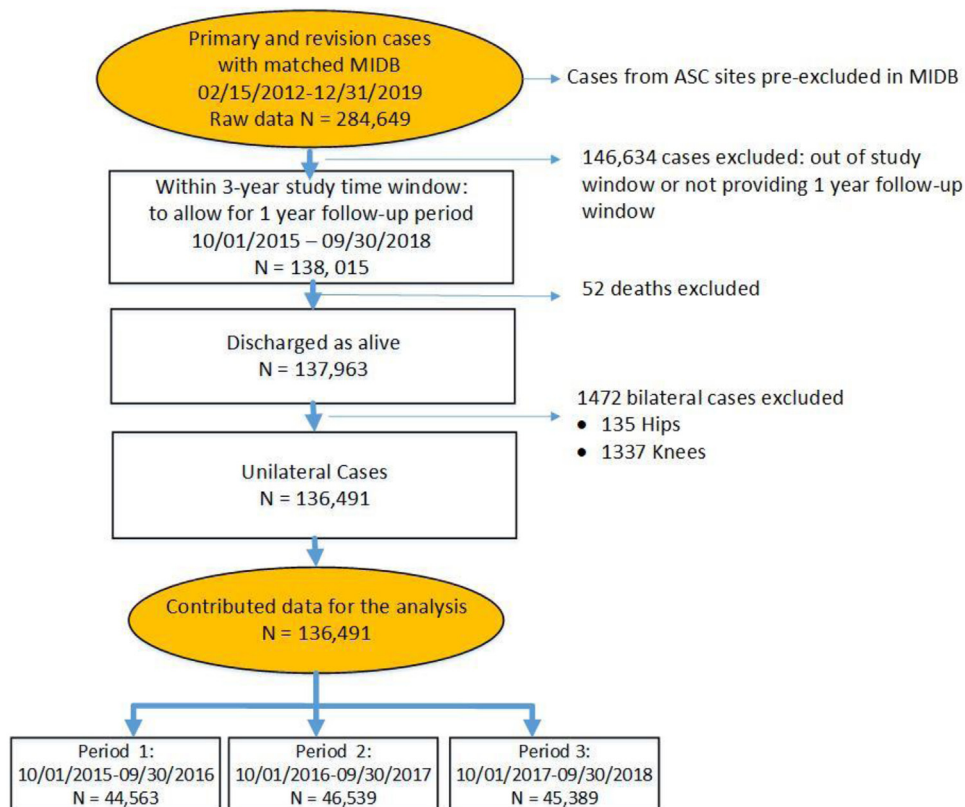 Primary and revision cases
with matched MIDB
02/15/2012-12/31/2019
Raw data N = 284,649
Cases from ASC sites pre-excluded in MIDB
146,634 cases excluded: out of study
window or not providing 1 year follow-up
window
Within 3-year study time window:
to allow for 1 year follow-up period
10/01/2015 – 09/30/2018
N = 138, 015
52 deaths excluded
Discharged as alive
N = 137,963
1472 bilateral cases excluded
• 135 Hips
• 1337 Knees
Unilateral Cases
N = 136,491
Contributed data for the analysis
N = 136,491
Period 1:
10/01/2015-09/30/2016
N = 44,563
Period 2:
10/01/2016-09/30/2017
N = 46,539
Period 3:
10/01/2017-09/30/2018
N = 45,389